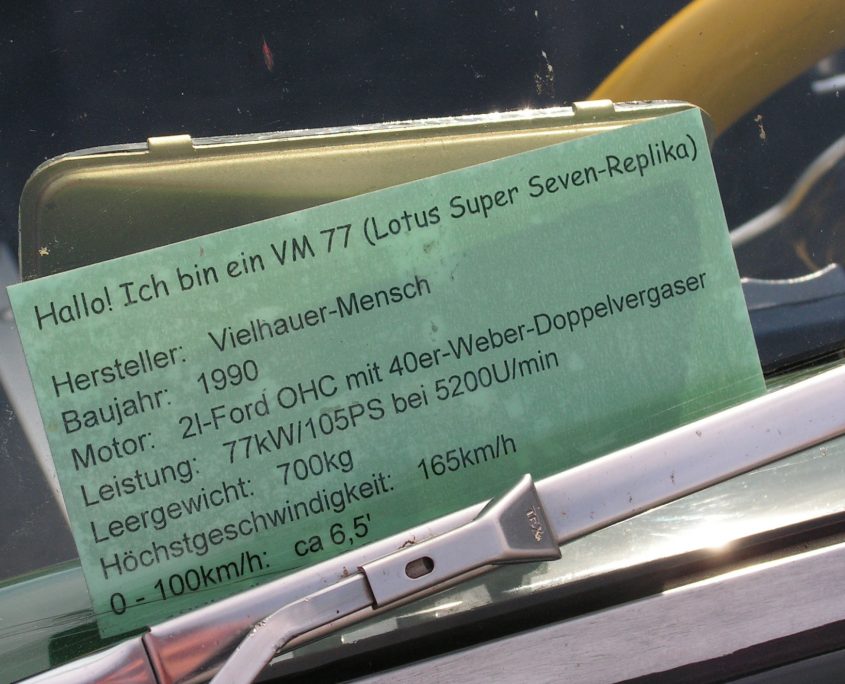 Hallo! Ich bin ein VM 77 (Lotus Super Seven-Replika)
Hersteller: Vielhauer-Mensch
Baujahr: 1990
Motor: 2l-Ford OHC mit 40er-Weber-Doppelvergaser
Leistung: 77kW/105PS bei 5200U/min
Leergewicht: 700kg
Höchstgeschwindigkeit: 165km/h
0 - 100km/h: ca 6,5'
TEX